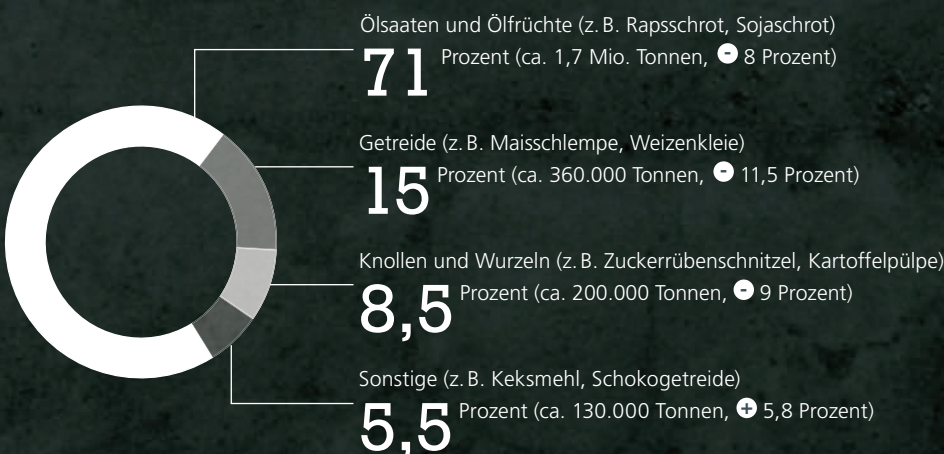 Ölsaaten und Ölfrüchte (z. B. Rapsschrot, Sojaschrot)
71 Prozent (ca. 1,7 Mio. Tonnen, - 8 Prozent)
Getreide (z. B. Maisschlempe, Weizenkleie)
15 Prozent (ca. 360.000 Tonnen, - 11,5 Prozent)
Knollen und Wurzeln (z. B. Zuckerrübenschnitzel, Kartoffelpülpe)
8,5 Prozent (ca. 200.000 Tonnen, - 9 Prozent)
Sonstige (z. B. Keksmehl, Schokogetreide)
5,5 Prozent (ca. 130.000 Tonnen, + 5,8 Prozent)